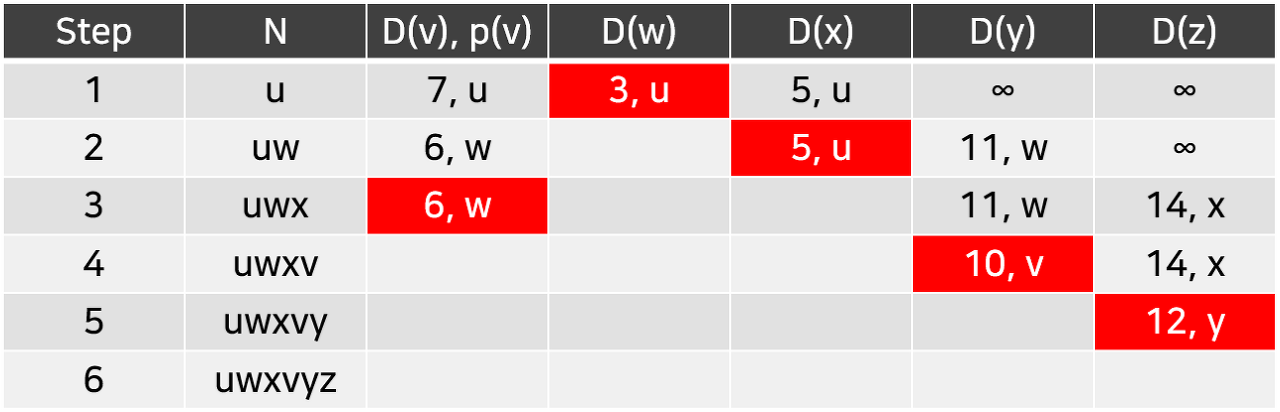 Step N D(v), p(v) D(w) D(x) D(y) D(z)
1 u 7, u 3, u 5, u ∞ ∞
2 uw 6, w 5, u 11, w ∞
3 uwx 6, w 11, w 14, x
4 uwxv 10, v 14, x
5 uwxvy 12, y
6 uwxvyz